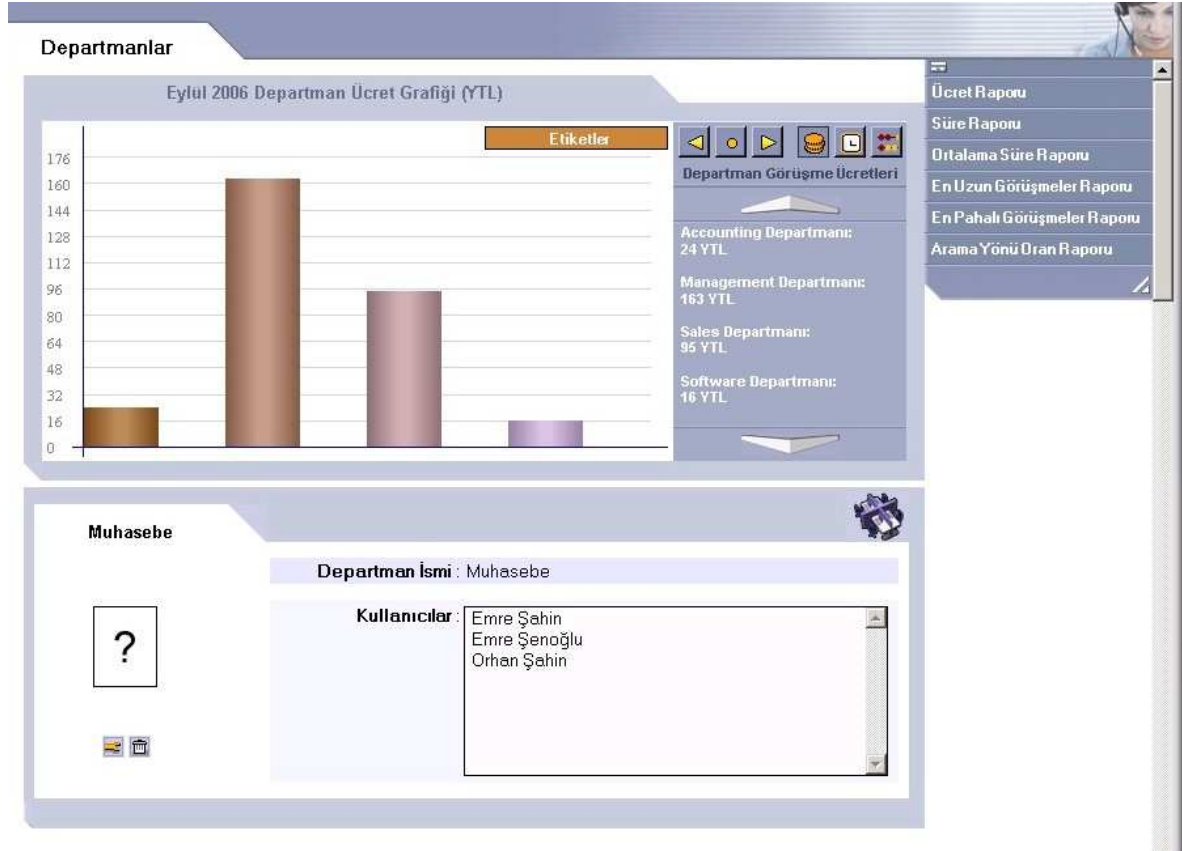 Departmanlar
Eylül 2006 Departman Ücret Grafiği (YTL)
Etiketler
176
160
144
128
112
96
80
64
48
32
16
0
Departman Görüşme Ücretleri
Accounting Departmanı:
24 YTL
Management Departmanı:
163 YTL
Sales Departmanı:
95 YTL
Software Departmanı:
16 YTL
Ücret Raporu
Süre Raporu
Ortalama Süre Raporu
En Uzun Görüşmeler Raporu
En Pahalı Görüşmeler Raporu
Arama Yönü Oran Raporu
Muhasebe
Departman İsmi : Muhasebe
Kullanıcılar :
Emre Şahin
Emre Şenoğlu
Orhan Şahin
?